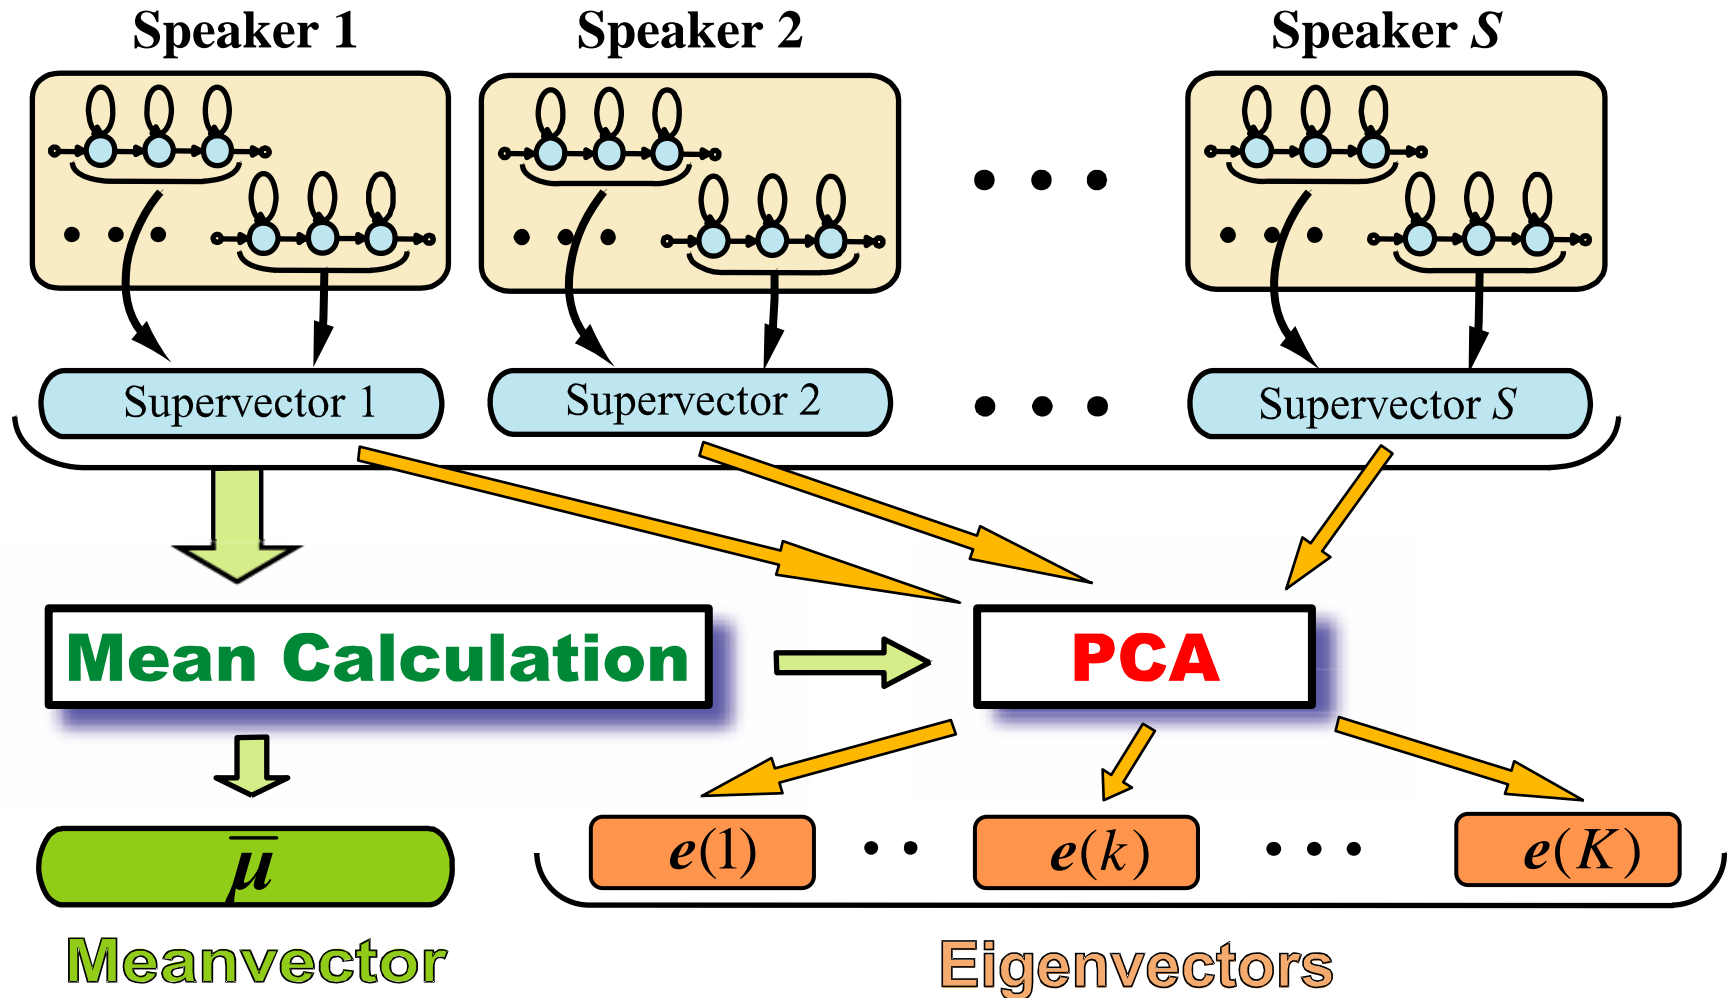 Speaker 1
Speaker 2
Speaker S
Supervector 1
Supervector 2
Supervector S
Mean Calculation
PCA
μ̅
e(1)
e(k)
e(K)
Meanvector
Eigenvectors